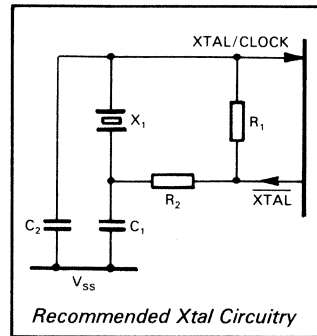 XTAL/CLOCK
X1
R1
R2
XTAL
C2
C1
VSS
Recommended Xtal Circuitry